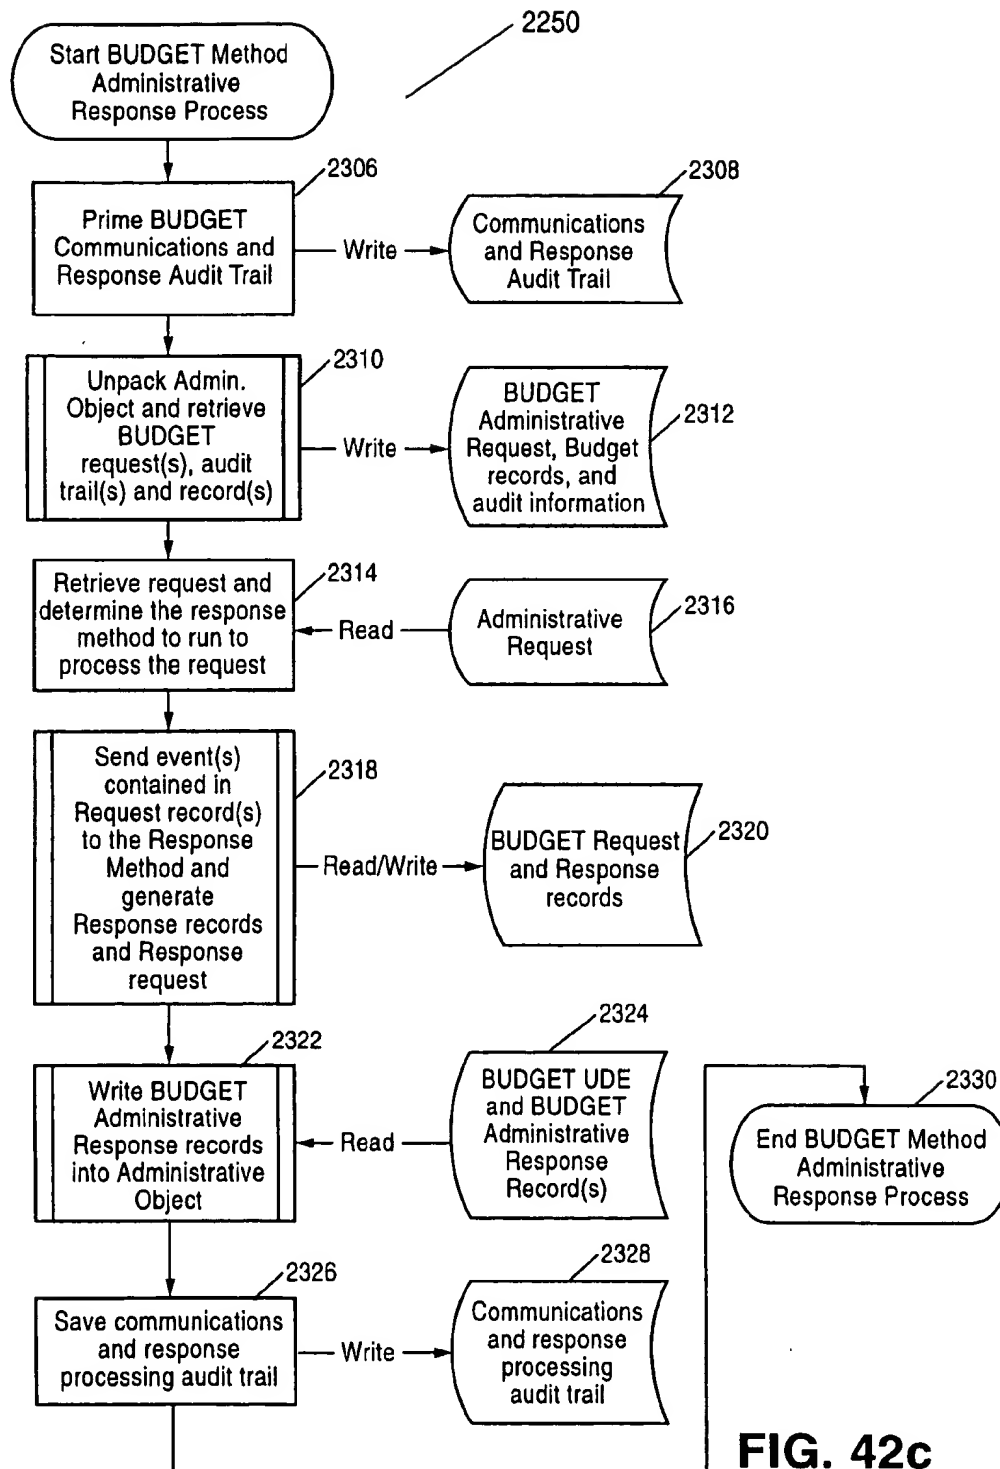 2250
Start BUDGET Method
Administrative
Response Process
2306
Prime BUDGET
Communications and
Response Audit Trail
Write
2308
Communications
and Response
Audit Trail
2310
Unpack Admin.
Object and retrieve
BUDGET
request(s), audit
trail(s) and record(s)
Write
BUDGET
Administrative
Request, Budget
records, and
audit information
2312
2314
Retrieve request and
determine the response
method to run to
process the request
Read
Administrative
Request
2316
Send event(s)
contained in
Request record(s)
to the Response
Method and
generate
Response records
and Response
request
2318
Read/Write
BUDGET Request
and Response
records
2320
2322
Write BUDGET
Administrative
Response records
into Administrative
Object
Read
2324
BUDGET UDE
and BUDGET
Administrative
Response
Record(s)
2330
End BUDGET Method
Administrative
Response Process
2326
Save communications
and response
processing audit trail
Write
2328
Communications
and response
processing
audit trail
FIG. 42c